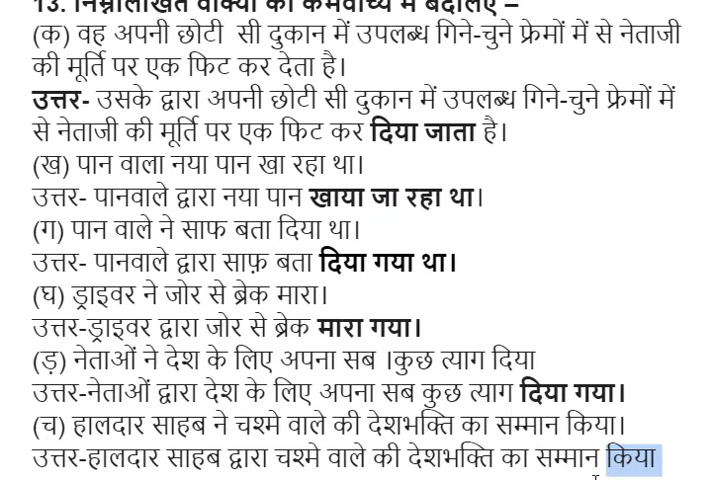 13. निम्नलिखित वाक्यों को कर्मवाच्य में बदलिए –
(क) वह अपनी छोटी सी दुकान में उपलब्ध गिने-चुने फ्रेमों में से नेताजी
की मूर्ति पर एक फिट कर देता है।
उत्तर- उसके द्वारा अपनी छोटी सी दुकान में उपलब्ध गिने-चुने फ्रेमों में
से नेताजी की मूर्ति पर एक फिट कर दिया जाता है।
(ख) पान वाला नया पान खा रहा था।
उत्तर- पानवाले द्वारा नया पान खाया जा रहा था।
(ग) पान वाले ने साफ बता दिया था।
उत्तर- पानवाले द्वारा साफ़ बता दिया गया था।
(घ) ड्राइवर ने जोर से ब्रेक मारा।
उत्तर-ड्राइवर द्वारा जोर से ब्रेक मारा गया।
(ड़) नेताओं ने देश के लिए अपना सब ।कुछ त्याग दिया
उत्तर-नेताओं द्वारा देश के लिए अपना सब कुछ त्याग दिया गया।
(च) हालदार साहब ने चश्मे वाले की देशभक्ति का सम्मान किया।
उत्तर-हालदार साहब द्वारा चश्मे वाले की देशभक्ति का सम्मान किया